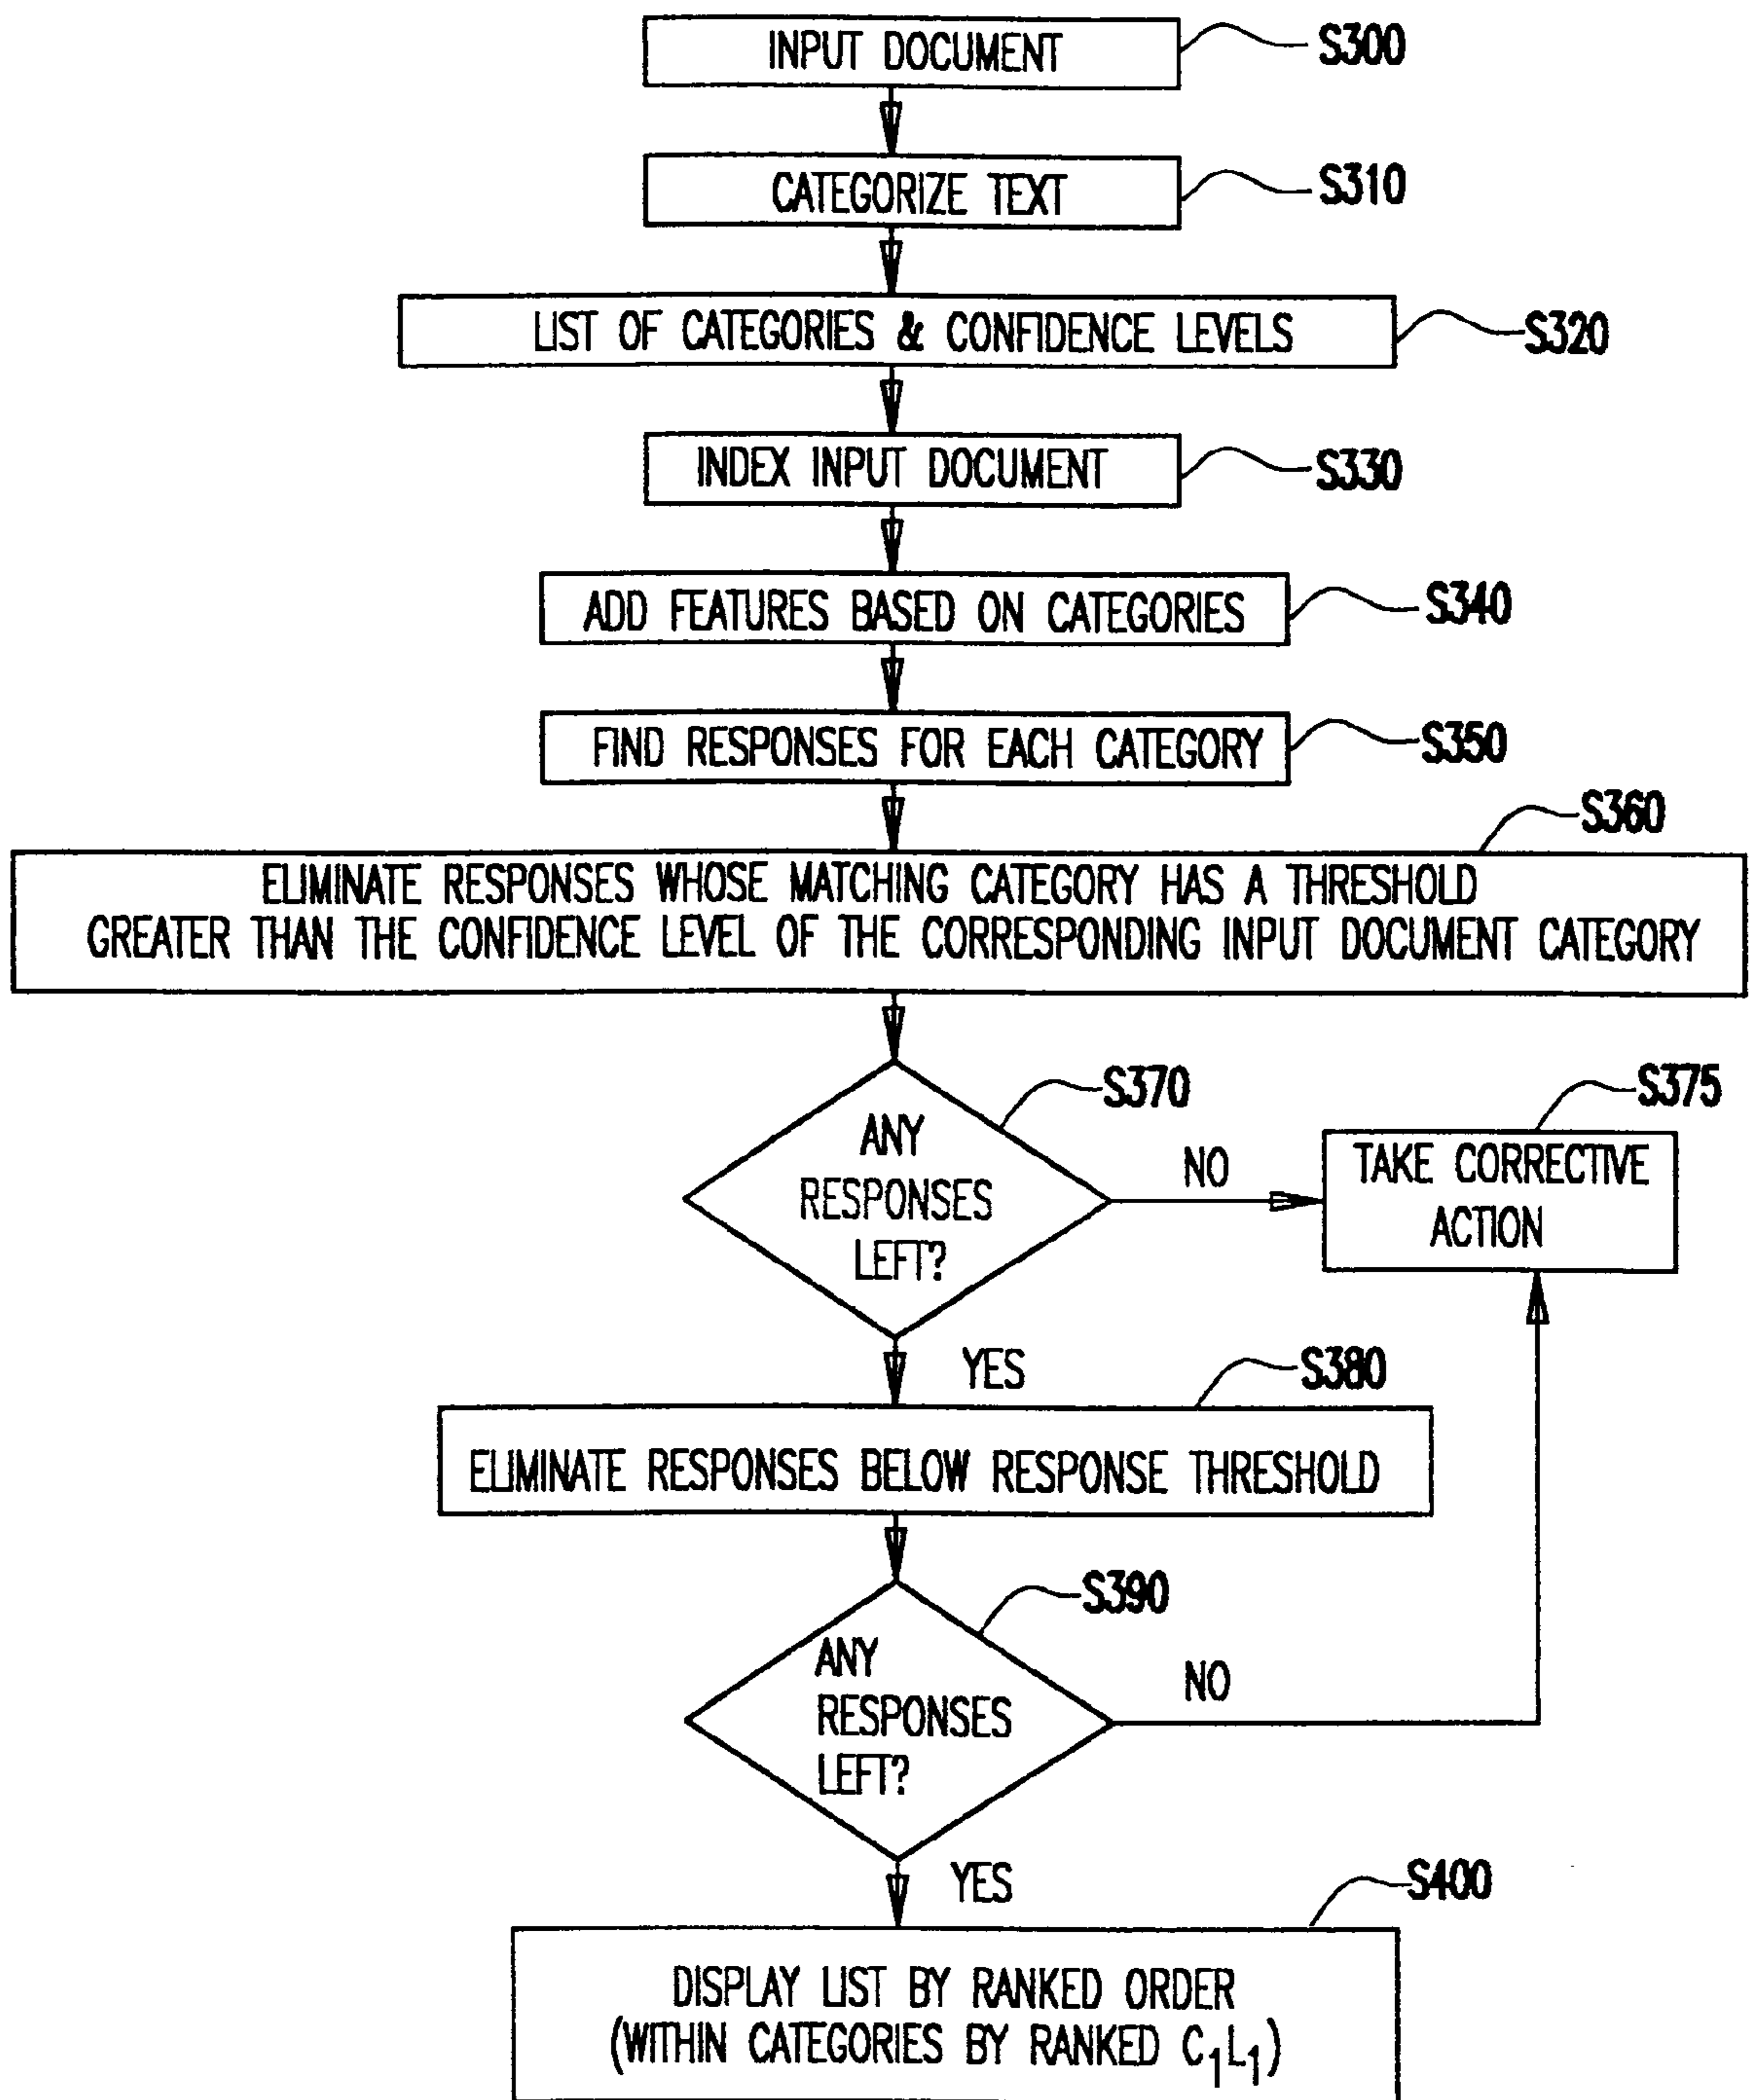 INPUT DOCUMENT
S300
CATEGORIZE TEXT
S310
LIST OF CATEGORIES & CONFIDENCE LEVELS
S320
INDEX INPUT DOCUMENT
S330
ADD FEATURES BASED ON CATEGORIES
S340
FIND RESPONSES FOR EACH CATEGORY
S350
S360
ELIMINATE RESPONSES WHOSE MATCHING CATEGORY HAS A THRESHOLD
GREATER THAN THE CONFIDENCE LEVEL OF THE CORRESPONDING INPUT DOCUMENT CATEGORY
S370
ANY
RESPONSES
LEFT?
NO
S375
TAKE CORRECTIVE
ACTION
YES
S380
ELIMINATE RESPONSES BELOW RESPONSE THRESHOLD
S390
ANY
RESPONSES
LEFT?
NO
YES
S400
DISPLAY LIST BY RANKED ORDER
(WITHIN CATEGORIES BY RANKED C₁L₁)